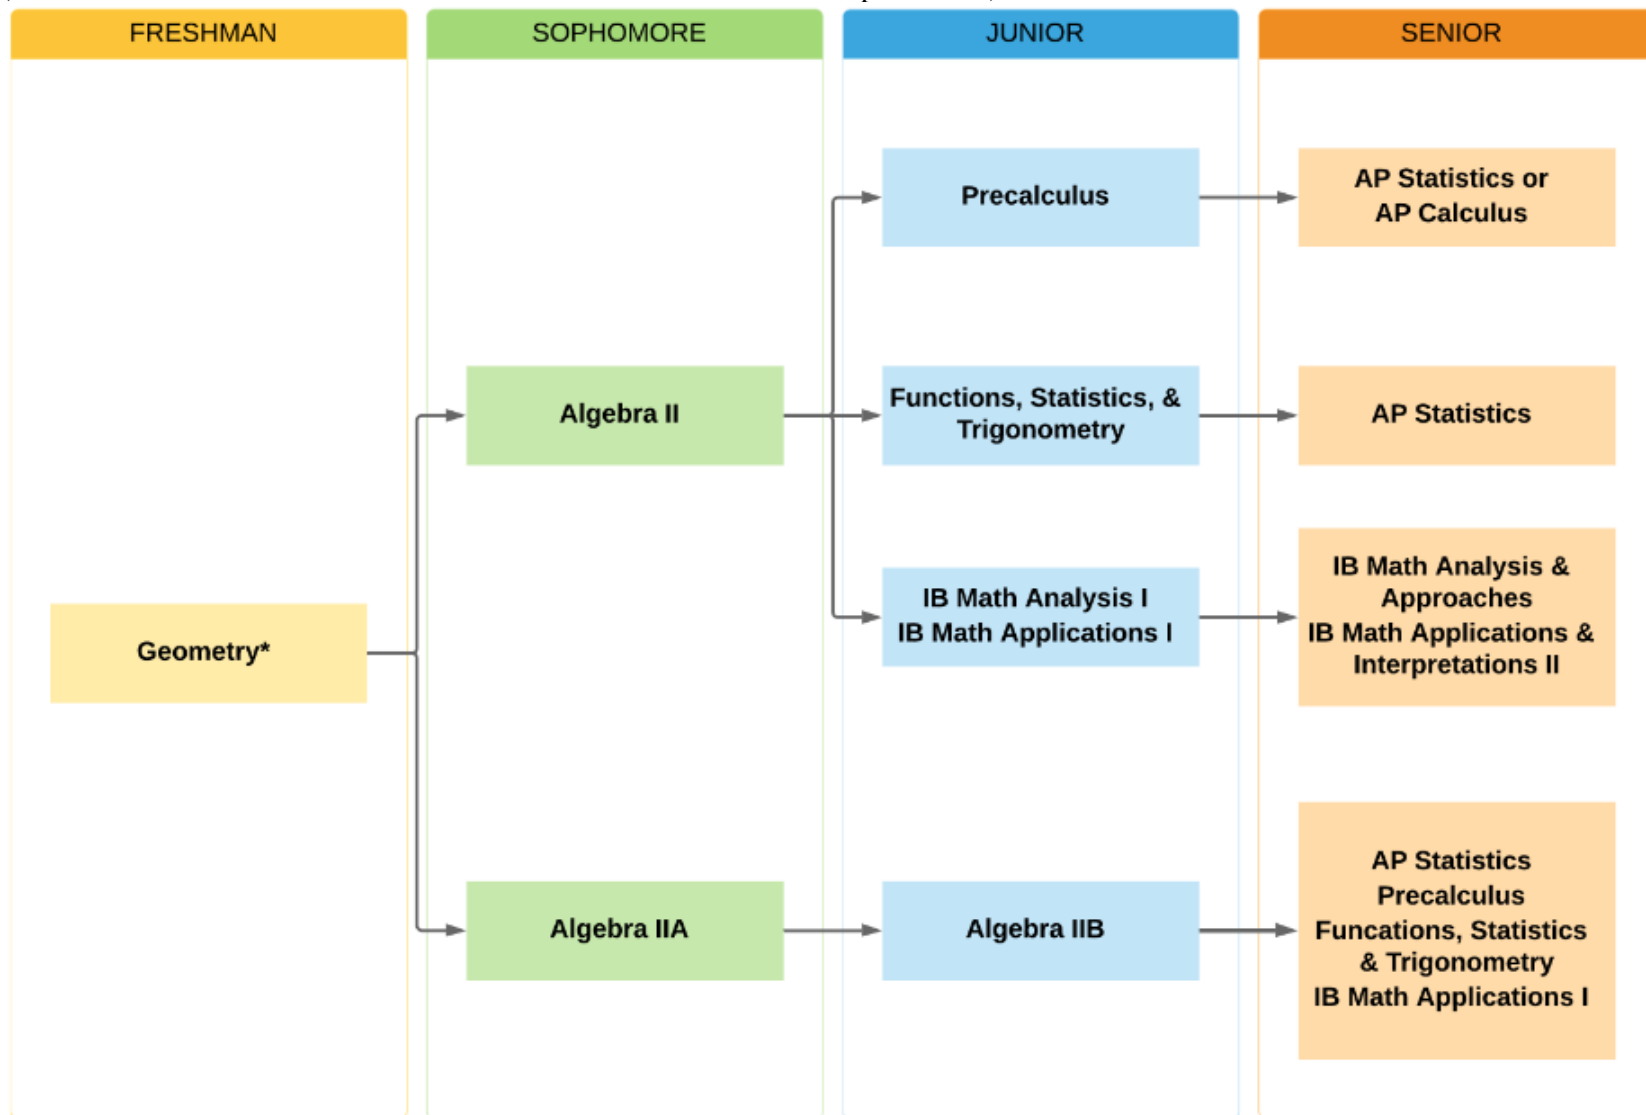 FRESHMAN
SOPHOMORE
JUNIOR
SENIOR
Precalculus
AP Statistics or
AP Calculus
Algebra II
Functions, Statistics, &
Trigonometry
AP Statistics
Geometry*
IB Math Analysis I
IB Math Applications I
IB Math Analysis &
Approaches
IB Math Applications &
Interpretations II
Algebra IIA
Algebra IIB
AP Statistics
Precalculus
Funcations, Statistics
& Trigonometry
IB Math Applications I